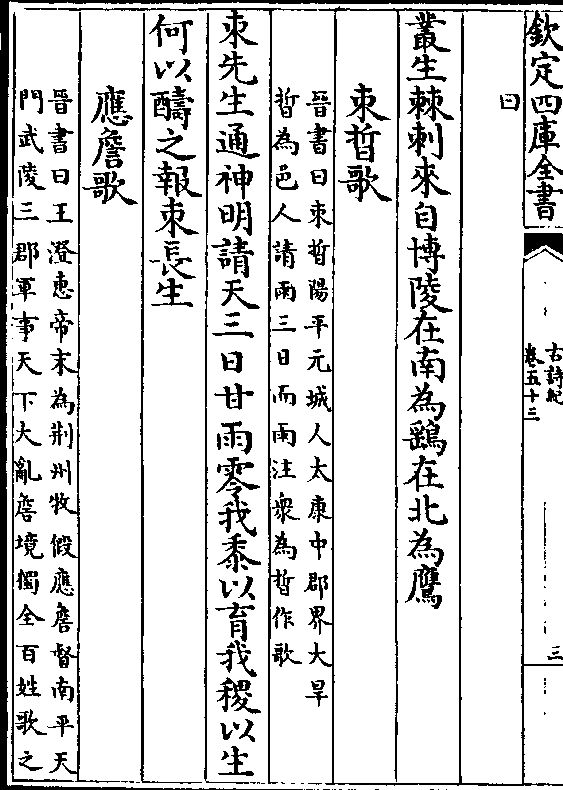 欽定四庫全書
古詩紀
卷五十三
三
曰
叢生棘刺來自博陵在南為鷂在北為鷹
束晳歌
晉書曰束晳陽平元城人太康中郡界大旱
晳為邑人請雨三日而雨注衆為晳作歌
束先生通神明請天三日甘雨零我黍以育我稷以生
何以醻之報束長生
應詹歌
晉書曰王澄惠帝末為荆州牧假應詹督南平天
門武陵三郡軍事天下大亂詹境獨全百姓歌之